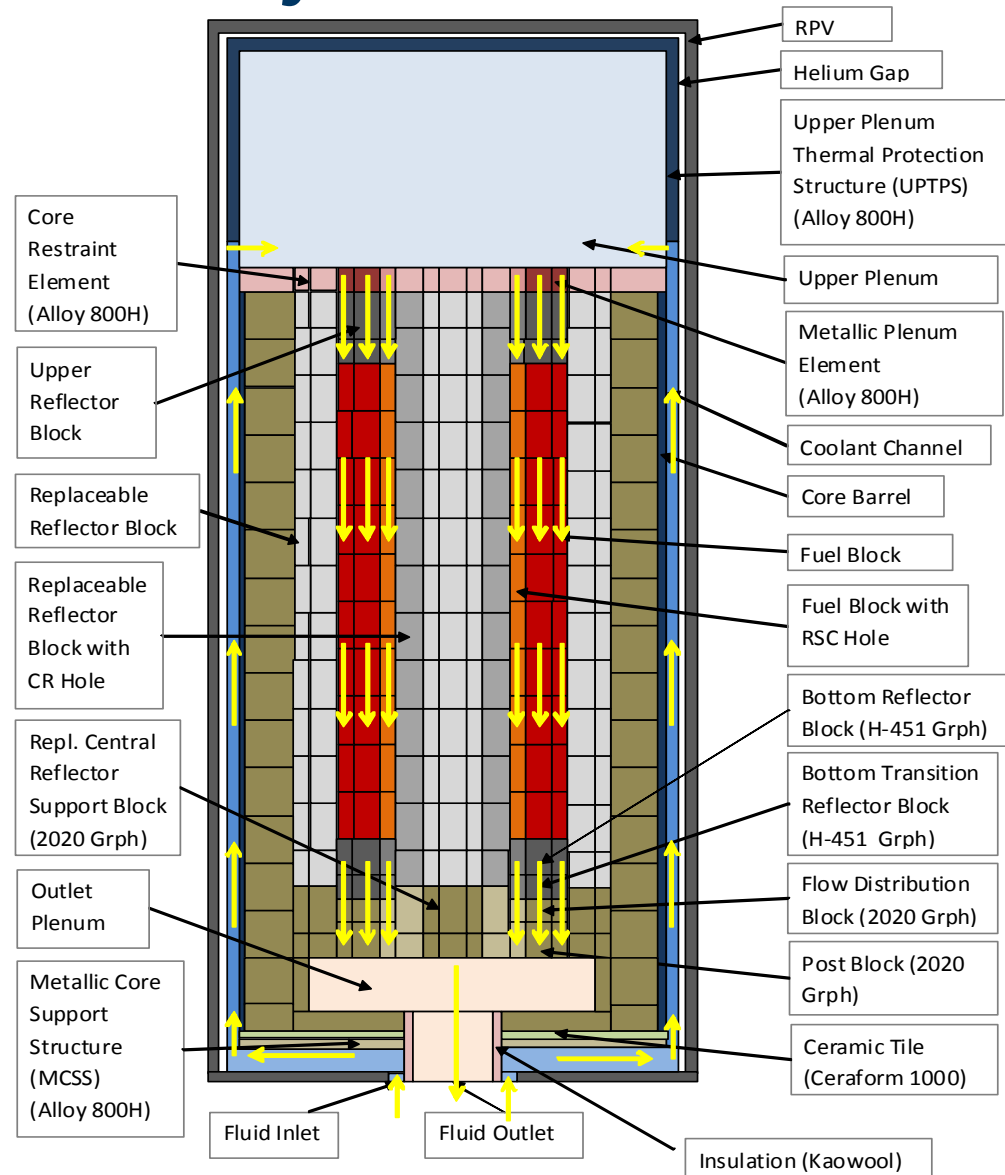 RPV
Helium Gap
Upper Plenum
Thermal Protection
Structure (UPTPS)
(Alloy 800H)
Core
Restraint
Element
(Alloy 800H)
Upper Plenum
Metallic Plenum
Element
(Alloy 800H)
Upper
Reflector
Block
Coolant Channel
Core Barrel
Replaceable
Reflector Block
Fuel Block
Replaceable
Reflector
Block with
CR Hole
Fuel Block with
RSC Hole
Bottom Reflector
Block (H-451 Grph)
Repl. Central
Reflector
Support Block
(2020 Grph)
Bottom Transition
Reflector Block
(H-451 Grph)
Outlet
Plenum
Flow Distribution
Block (2020 Grph)
Post Block (2020
Grph)
Metallic Core
Support
Structure
(MCSS)
(Alloy 800H)
Ceramic Tile
(Ceraform 1000)
Fluid Inlet
Fluid Outlet
Insulation (Kaowool)